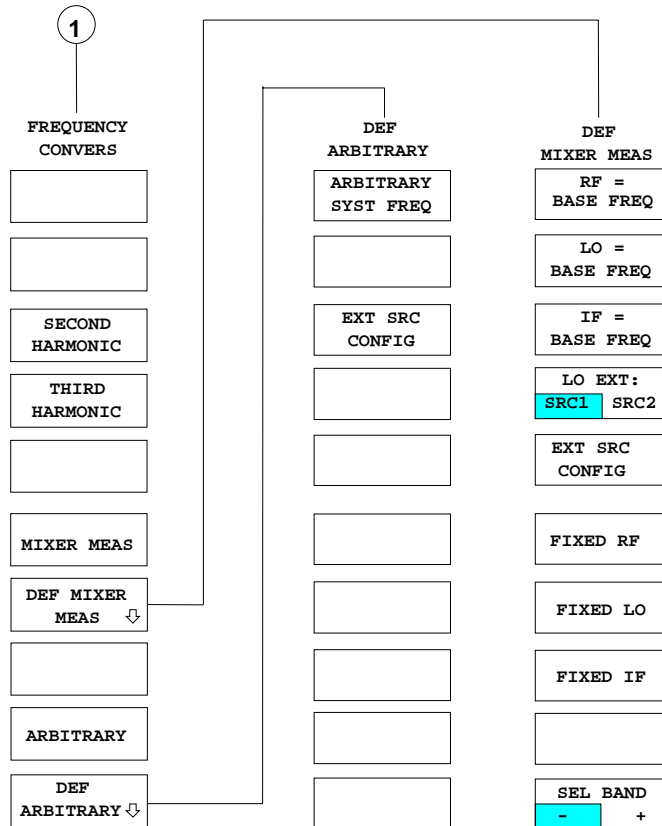 1
FREQUENCY
CONVERS
SECOND
HARMONIC
THIRD
HARMONIC
MIXER MEAS
DEF MIXER
MEAS ⇩
ARBITRARY
DEF
ARBITRARY ⇩
DEF
ARBITRARY
ARBITRARY
SYST FREQ
EXT SRC
CONFIG
DEF
MIXER MEAS
RF =
BASE FREQ
LO =
BASE FREQ
IF =
BASE FREQ
LO EXT:
SRC1 SRC2
EXT SRC
CONFIG
FIXED RF
FIXED LO
FIXED IF
SEL BAND
- +